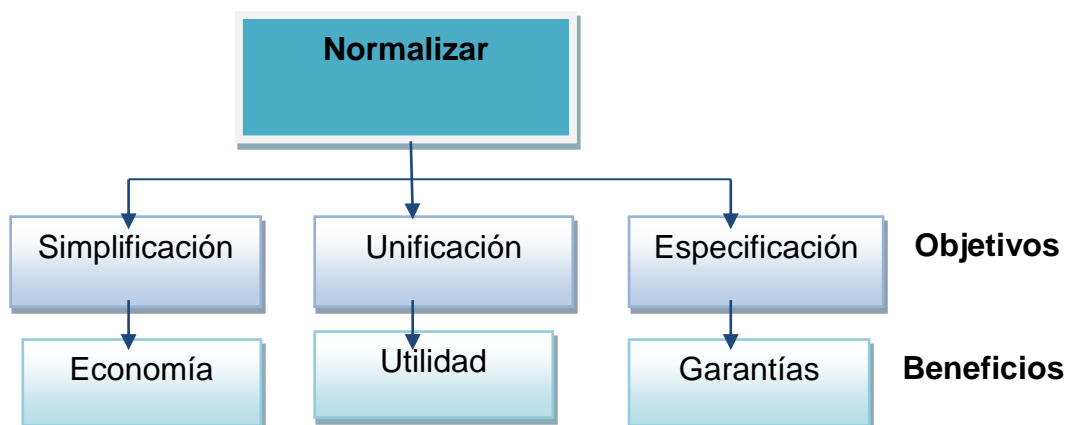 Normalizar
Simplificación Unificación Especificación Objetivos
Economía Utilidad Garantías Beneficios